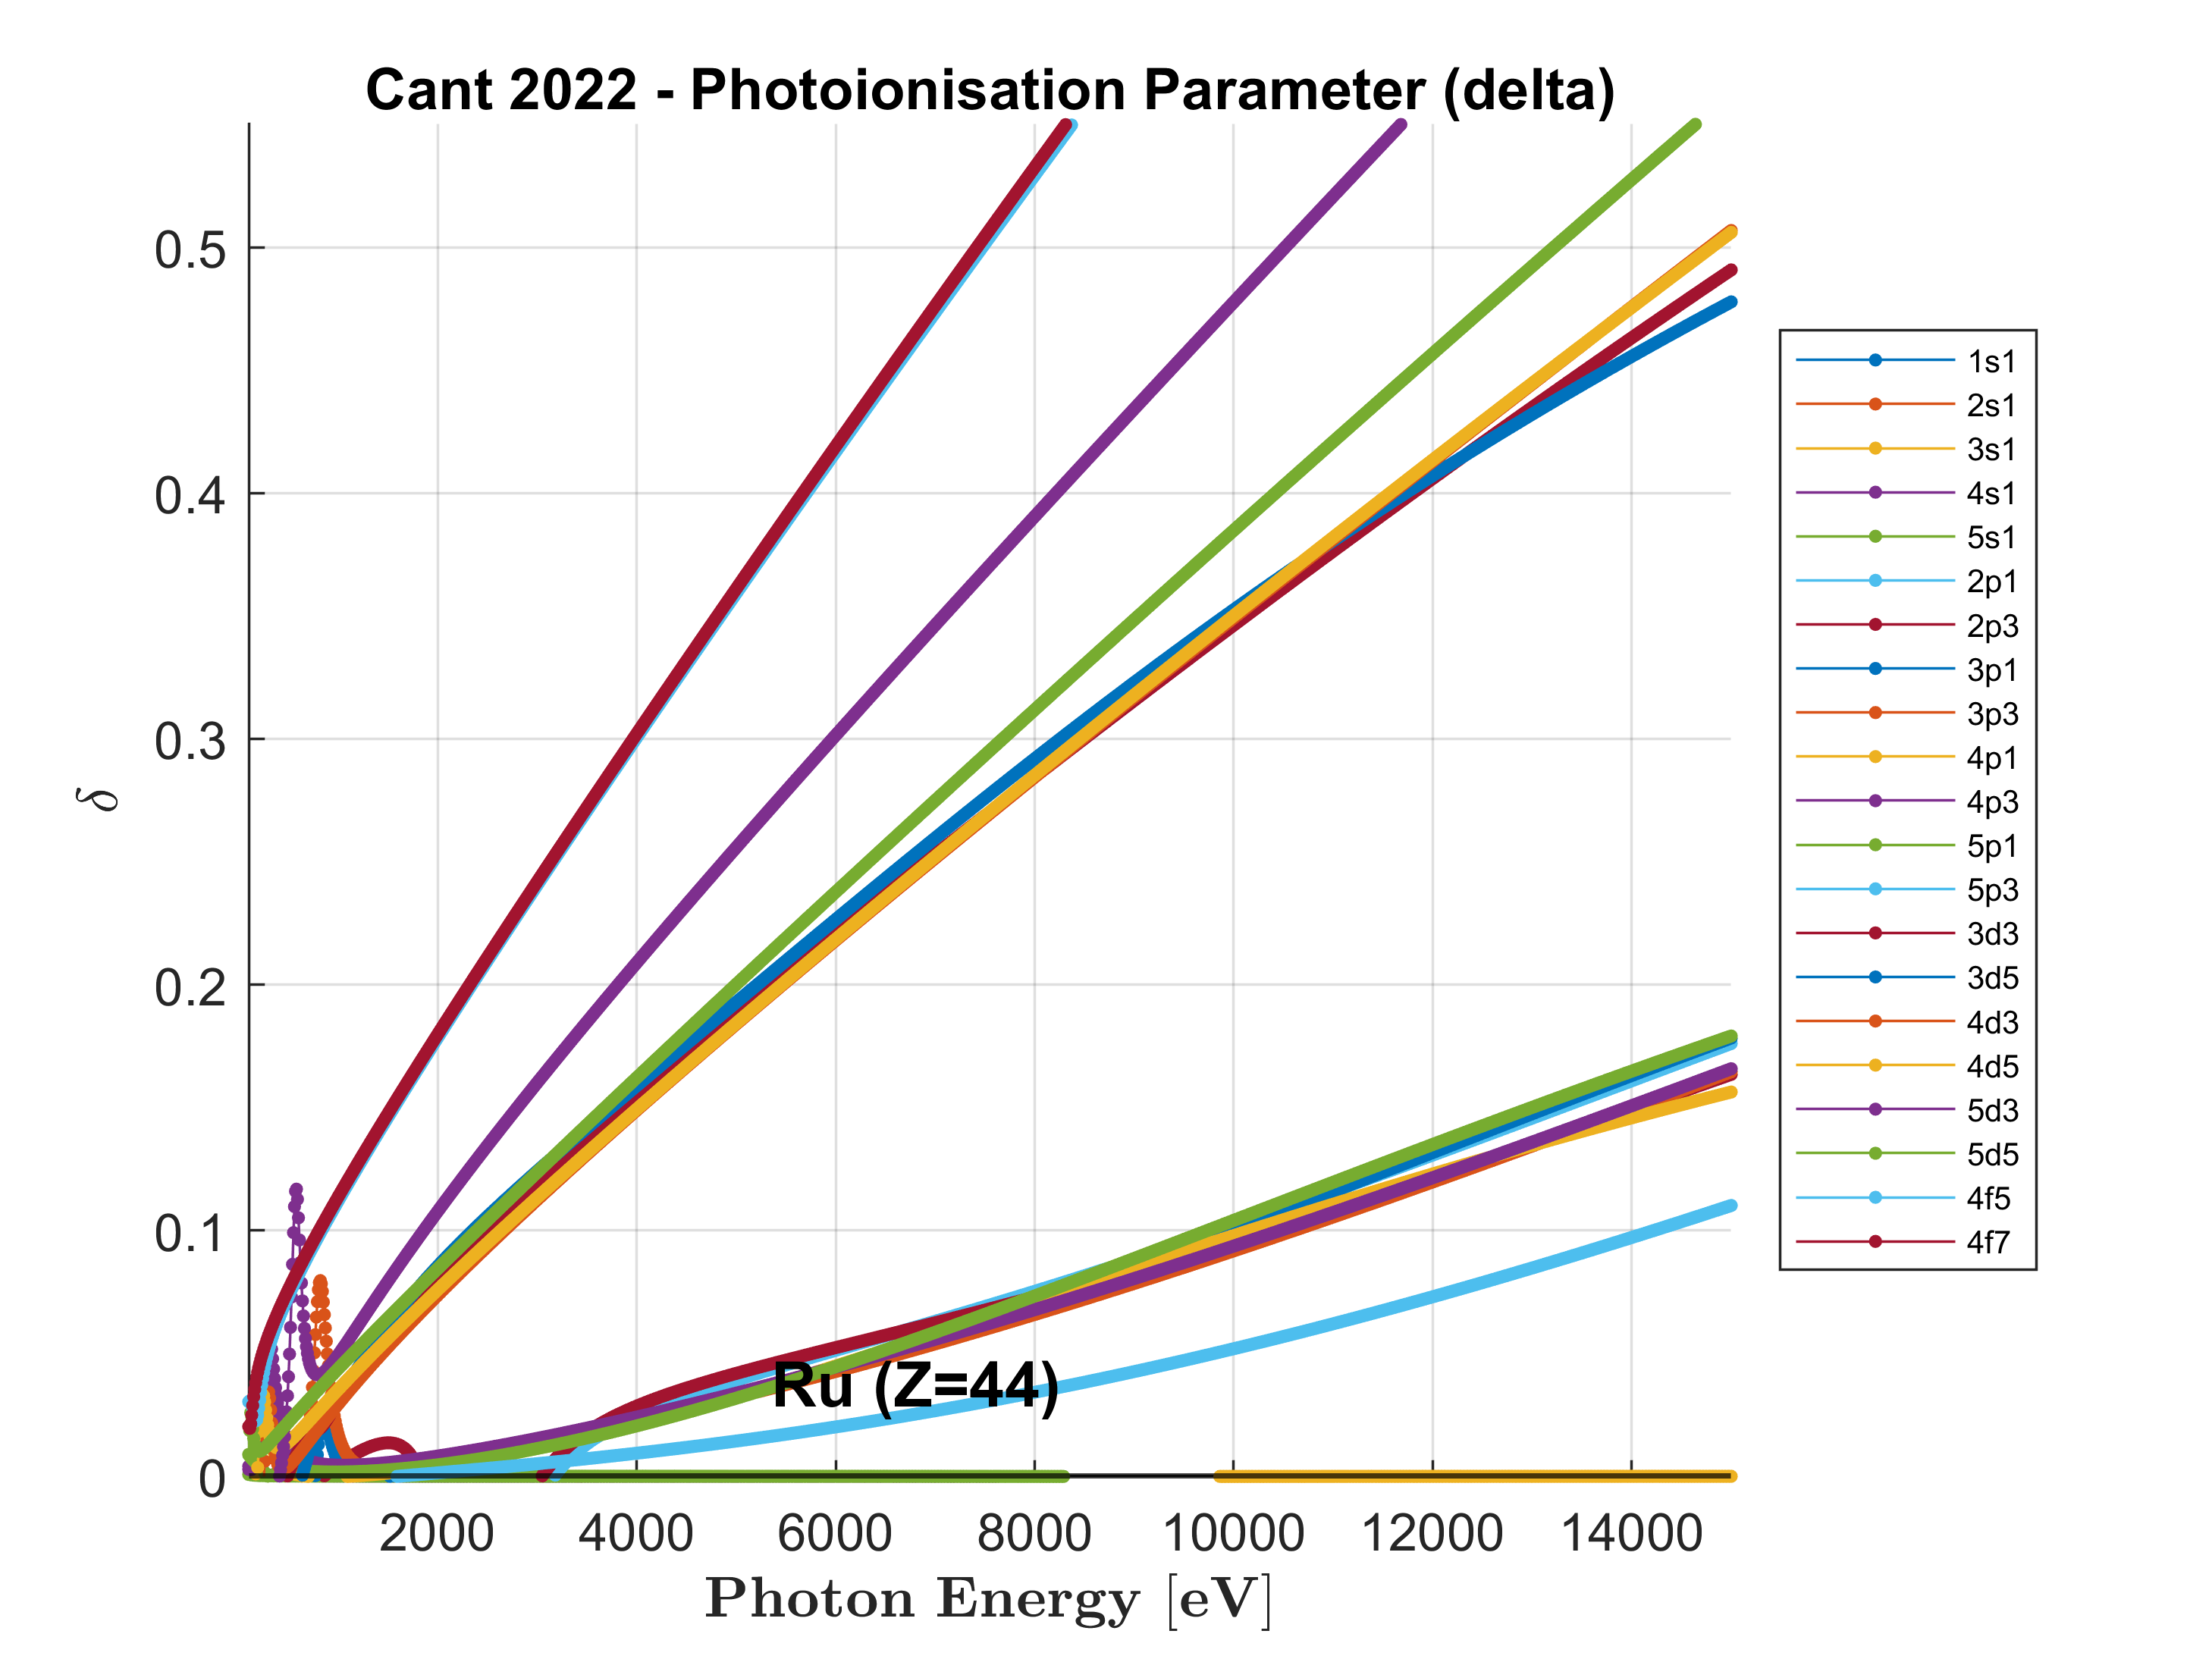 Cant 2022 - Photoionisation Parameter (delta)
0.5
0.4
0.3
0.2
0.1
0
δ
2000 4000 6000 8000 10000 12000 14000
Photon Energy [eV]
Ru (Z=44)
1s1
2s1
3s1
4s1
5s1
2p1
2p3
3p1
3p3
4p1
4p3
5p1
5p3
3d3
3d5
4d3
4d5
5d3
5d5
4f5
4f7